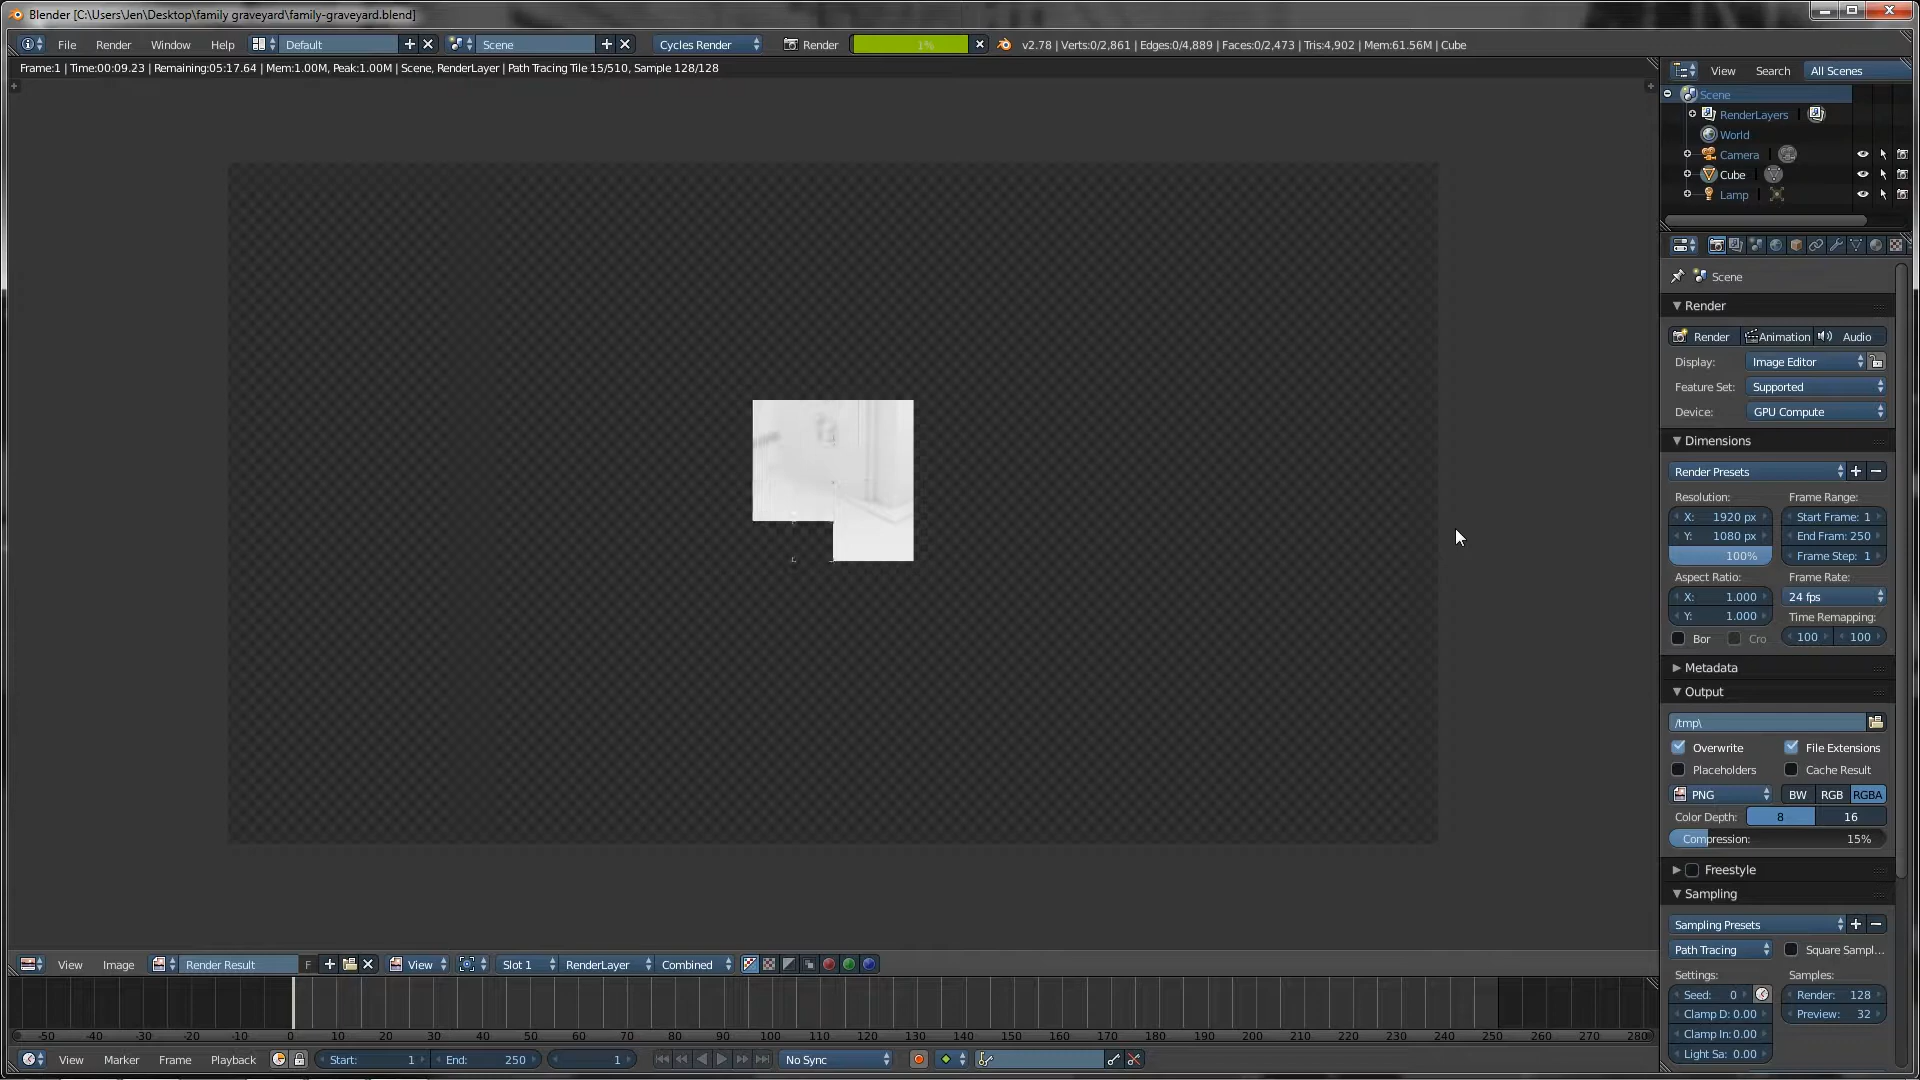 Blender [C:\Users\Jen\Desktop\family graveyard\family-graveyard.blend]
File Render Window Help Default Scene Cycles Render Render 1% v2.78 | Verts:0/2,861 | Edges:0/4,889 | Faces:0/2,473 | Tris:4,902 | Mem:61.56M | Cube
Frame:1 | Time:00:09.23 | Remaining:05:17.64 | Mem:1.00M, Peak:1.00M | Scene, RenderLayer | Path Tracing Tile 15/510, Sample 128/128
View Search All Scenes
Scene
RenderLayers
World
Camera
Cube
Lamp
Scene
Render
Render Animation Audio
Display: Image Editor
Feature Set: Supported
Device: GPU Compute
Dimensions
Render Presets
Resolution: Frame Range:
X: 1920 px Start Frame: 1
Y: 1080 px End Fram: 250
100% Frame Step: 1
Aspect Ratio: Frame Rate:
X: 1.000 24 fps
Y: 1.000 Time Remapping:
Bor Cro 100 100
Metadata
Output
/tmp\
Overwrite File Extensions
Placeholders Cache Result
PNG BW RGB RGBA
Color Depth: 8 16
Compression: 15%
Freestyle
Sampling
Sampling Presets
Path Tracing Square Sampl...
Settings: Samples:
Seed: 0 Render: 128
Clamp D: 0.00 Preview: 32
Clamp In: 0.00
Light Sa: 0.00
View Image Render Result F View Slot 1 RenderLayer Combined
-50 -40 -30 -20 -10 0 10 20 30 40 50 60 70 80 90 100 110 120 130 140 150 160 170 180 190 200 210 220 230 240 250 260 270 280
View Marker Frame Playback Start: 1 End: 250 1 No Sync